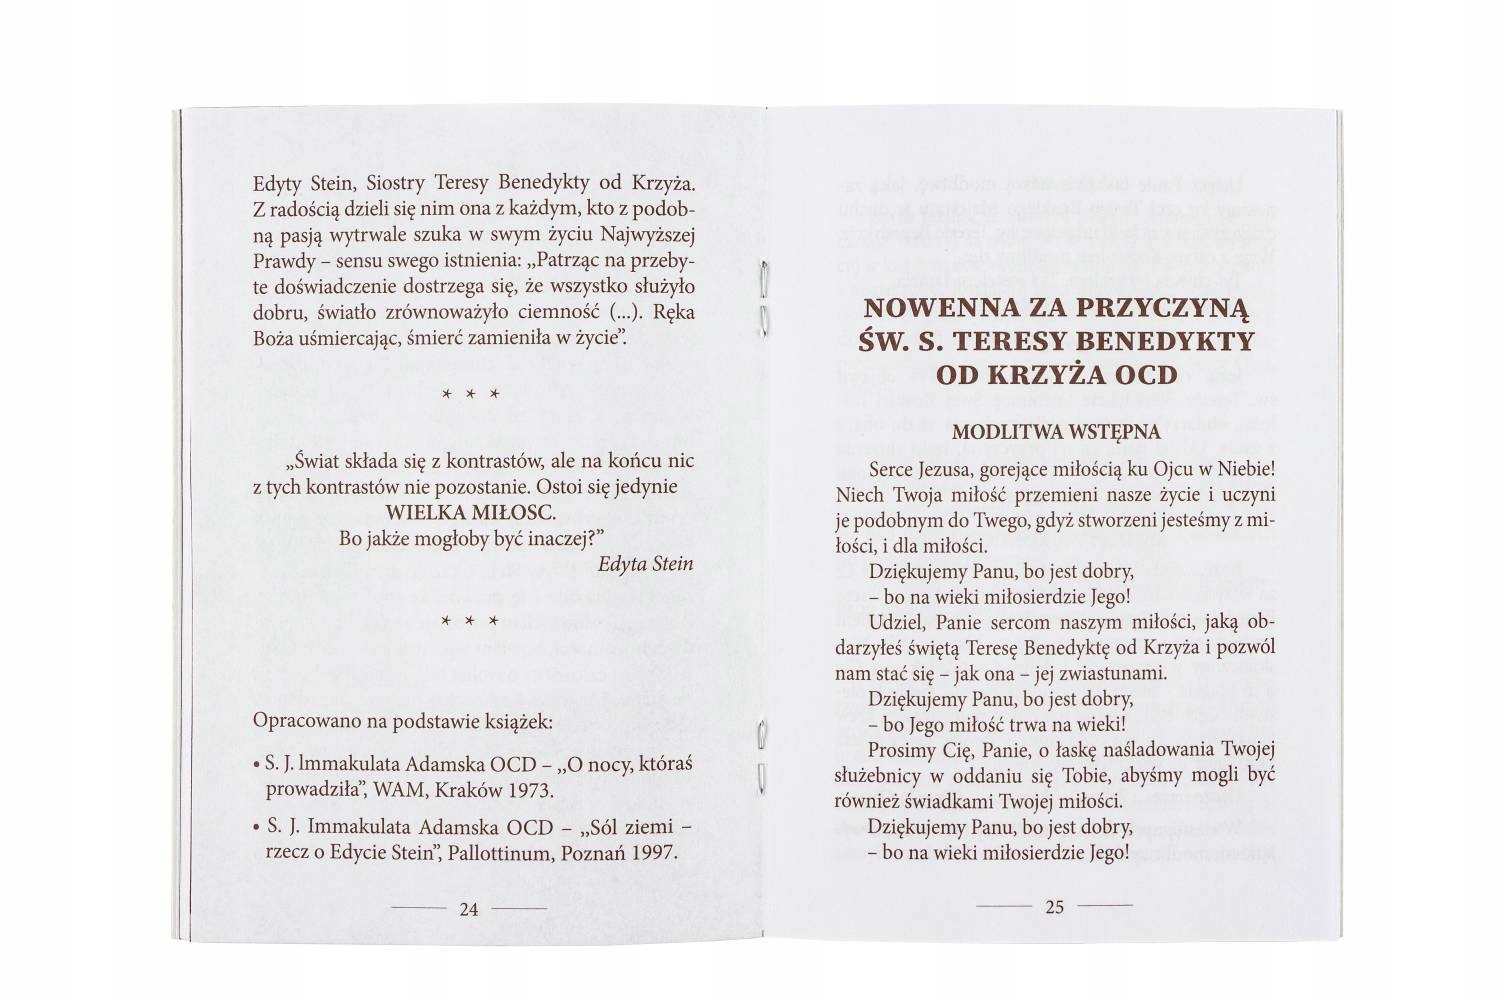 Edyty Stein, Siostry Teresy Benedykty od Krzyża.
Z radością dzieli się nim ona z każdym, kto z podob-
ną pasją wytrwale szuka w swym życiu Najwyższej
Prawdy – sensu swego istnienia: „Patrząc na przeby-
te doświadczenie dostrzega się, że wszystko służyło
dobru, światło zrównoważyło ciemność (...). Ręka
Boża uśmiercając, śmierć zamieniła w życie”.
* * *
„Świat składa się z kontrastów, ale na końcu nic
z tych kontrastów nie pozostanie. Ostoi się jedynie
WIELKA MIŁOSC.
Bo jakże mogłoby być inaczej?”
Edyta Stein
* * *
Opracowano na podstawie książek:
• S. J. lmmakulata Adamska OCD – „O nocy, któraś
prowadziła”, WAM, Kraków 1973.
• S. J. Immakulata Adamska OCD – „Sól ziemi –
rzecz o Edycie Stein”, Pallottinum, Poznań 1997.
24
NOWENNA ZA PRZYCZYNĄ
ŚW. S. TERESY BENEDYKTY
OD KRZYŻA OCD
MODLITWA WSTĘPNA
Serce Jezusa, gorejące miłością ku Ojcu w Niebie!
Niech Twoja miłość przemieni nasze życie i uczyni
je podobnym do Twego, gdyż stworzeni jesteśmy z mi-
łości, i dla miłości.
Dziękujemy Panu, bo jest dobry,
– bo na wieki miłosierdzie Jego!
Udziel, Panie sercom naszym miłości, jaką ob-
darzyłeś świętą Teresę Benedyktę od Krzyża i pozwól
nam stać się – jak ona – jej zwiastunami.
Dziękujemy Panu, bo jest dobry,
– bo Jego miłość trwa na wieki!
Prosimy Cię, Panie, o łaskę naśladowania Twojej
służebnicy w oddaniu się Tobie, abyśmy mogli być
również świadkami Twojej miłości.
Dziękujemy Panu, bo jest dobry,
– bo na wieki miłosierdzie Jego!
25